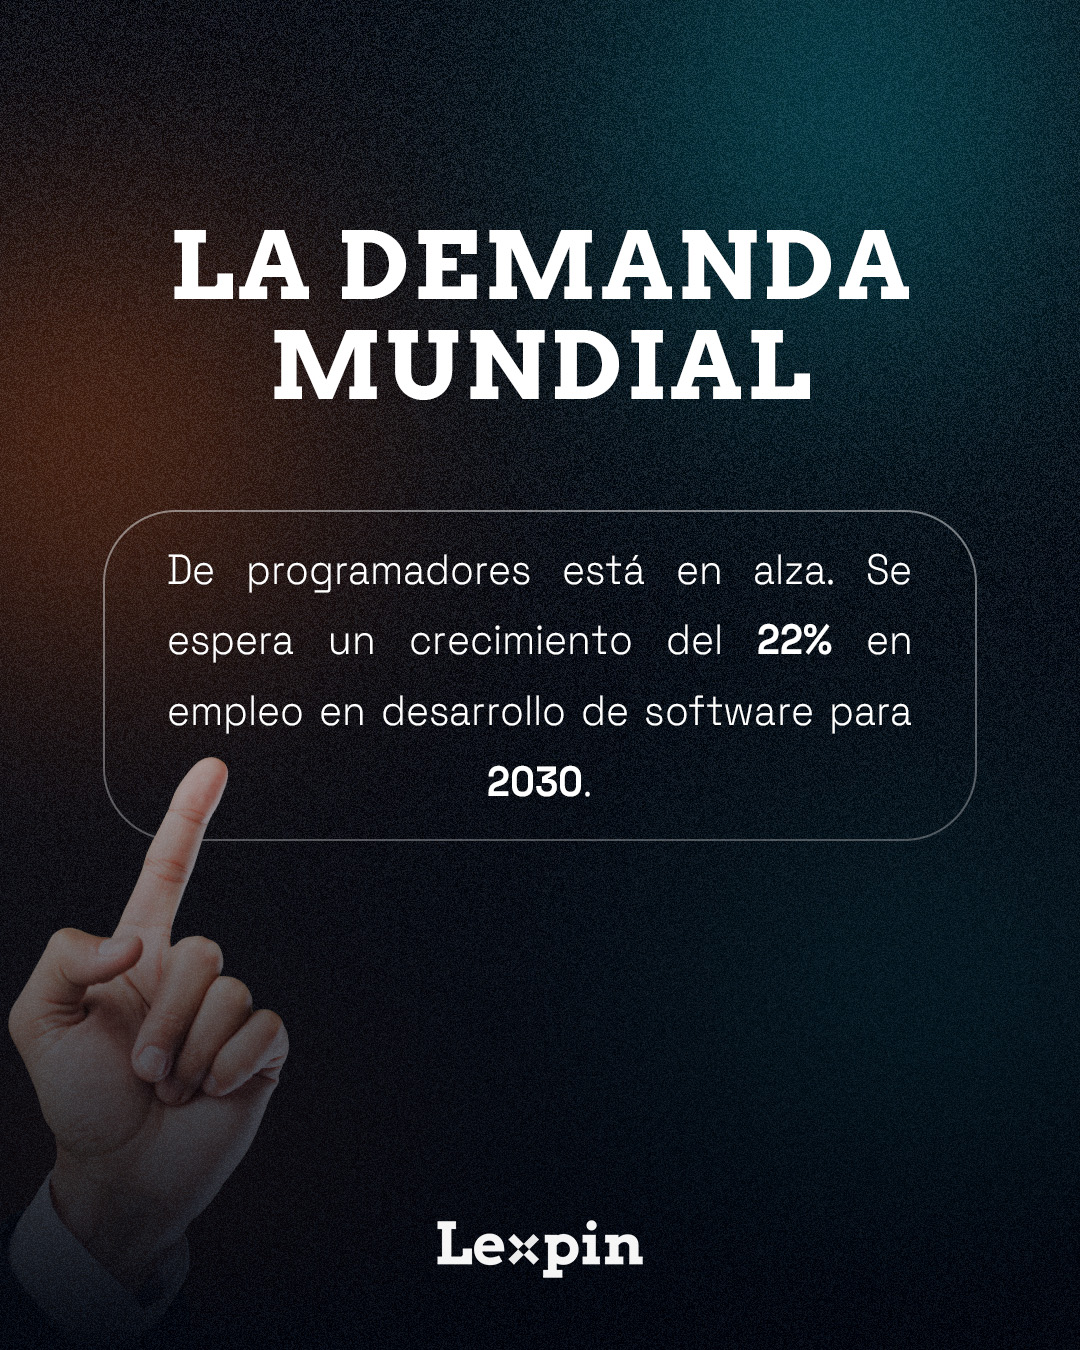 LA DEMANDA
MUNDIAL
De programadores está en alza. Se
espera un crecimiento del 22% en
empleo en desarrollo de software para
2030.
Lexpin